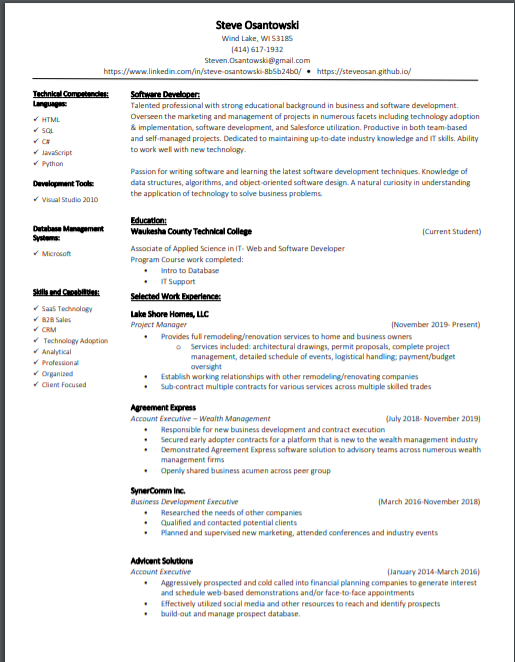 Steve Osantowski
Wind Lake, WI 53185
(414) 617-1932
Steven.Osantowski@gmail.com
https://www.linkedin.com/in/steve-osantowski-8b5b24b0/ ● https://steveosan.github.io/
Technical Competencies:
Languages:
✓ HTML
✓ SQL
✓ C#
✓ JavaScript
✓ Python
Development Tools:
✓ Visual Studio 2010
Database Management
Systems:
✓ Microsoft
Skills and Capabilities:
✓ SaaS Technology
✓ B2B Sales
✓ CRM
✓ Technology Adoption
✓ Analytical
✓ Professional
✓ Organized
✓ Client Focused
Software Developer:
Talented professional with strong educational background in business and software development.
Overseen the marketing and management of projects in numerous facets including technology adoption
& implementation, software development, and Salesforce utilization. Productive in both team-based
and self-managed projects. Dedicated to maintaining up-to-date industry knowledge and IT skills. Ability
to work well with new technology.
Passion for writing software and learning the latest software development techniques. Knowledge of
data structures, algorithms, and object-oriented software design. A natural curiosity in understanding
the application of technology to solve business problems.
Education:
Waukesha County Technical College (Current Student)
Associate of Applied Science in IT- Web and Software Developer
Program Course work completed:
• Intro to Database
• IT Support
Selected Work Experience:
Lake Shore Homes, LLC
Project Manager (November 2019- Present)
• Provides full remodeling/renovation services to home and business owners
o Services included: architectural drawings, permit proposals, complete project
management, detailed schedule of events, logistical handling; payment/budget
oversight
• Establish working relationships with other remodeling/renovating companies
• Sub-contract multiple contracts for various services across multiple skilled trades
Agreement Express
Account Executive – Wealth Management (July 2018- November 2019)
• Responsible for new business development and contract execution
• Secured early adopter contracts for a platform that is new to the wealth management industry
• Demonstrated Agreement Express software solution to advisory teams across numerous wealth
management firms
• Openly shared business acumen across peer group
SynerComm Inc.
Business Development Executive (March 2016-November 2018)
• Researched the needs of other companies
• Qualified and contacted potential clients
• Planned and supervised new marketing, attended conferences and industry events
Advicent Solutions
Account Executive (January 2014-March 2016)
• Aggressively prospected and cold called into financial planning companies to generate interest
and schedule web-based demonstrations and/or face-to-face appointments
• Effectively utilized social media and other resources to reach and identify prospects
• build-out and manage prospect database.